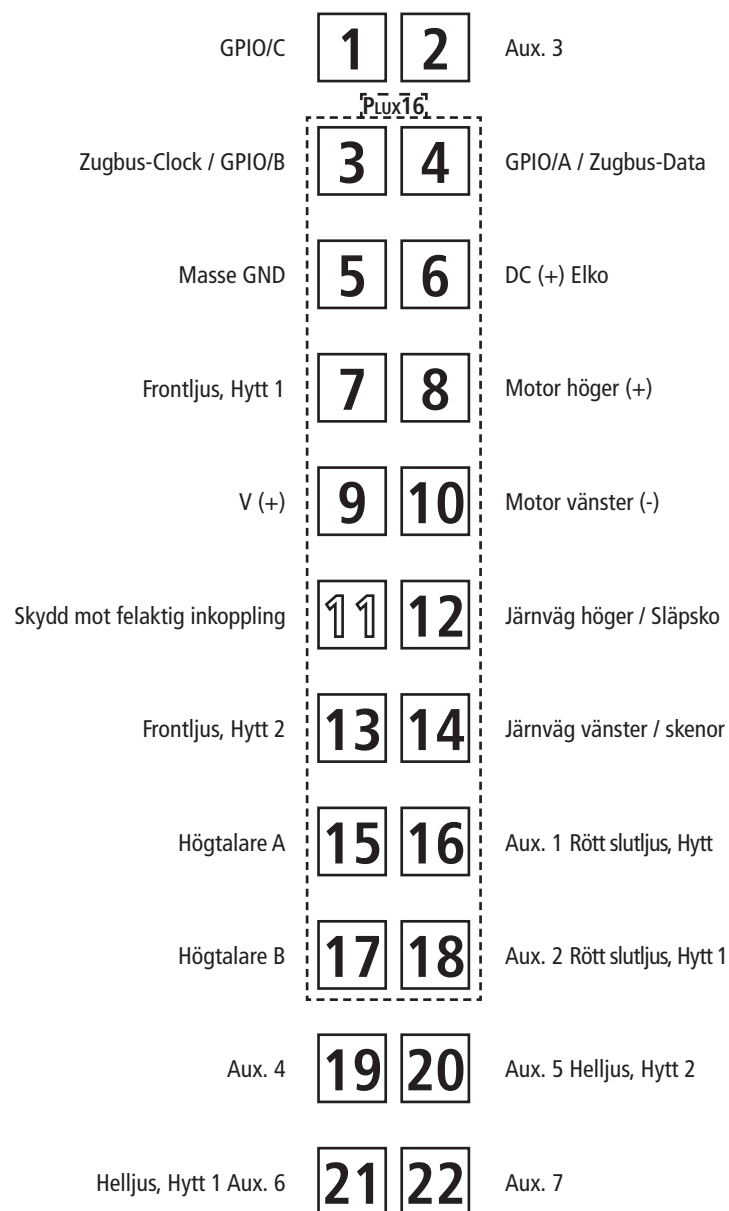 GPIO/C 1 2 Aux. 3
PLUX16
Zugbus-Clock / GPIO/B 3 4 GPIO/A / Zugbus-Data
Masse GND 5 6 DC (+) Elko
Frontljus, Hytt 1 7 8 Motor höger (+)
V (+) 9 10 Motor vänster (-)
Skydd mot felaktig inkoppling 11 12 Järnväg höger / Släpsko
Frontljus, Hytt 2 13 14 Järnväg vänster / skenor
Högtalare A 15 16 Aux. 1 Rött slutljus, Hytt
Högtalare B 17 18 Aux. 2 Rött slutljus, Hytt 1
Aux. 4 19 20 Aux. 5 Helljus, Hytt 2
Helljus, Hytt 1 Aux. 6 21 22 Aux. 7